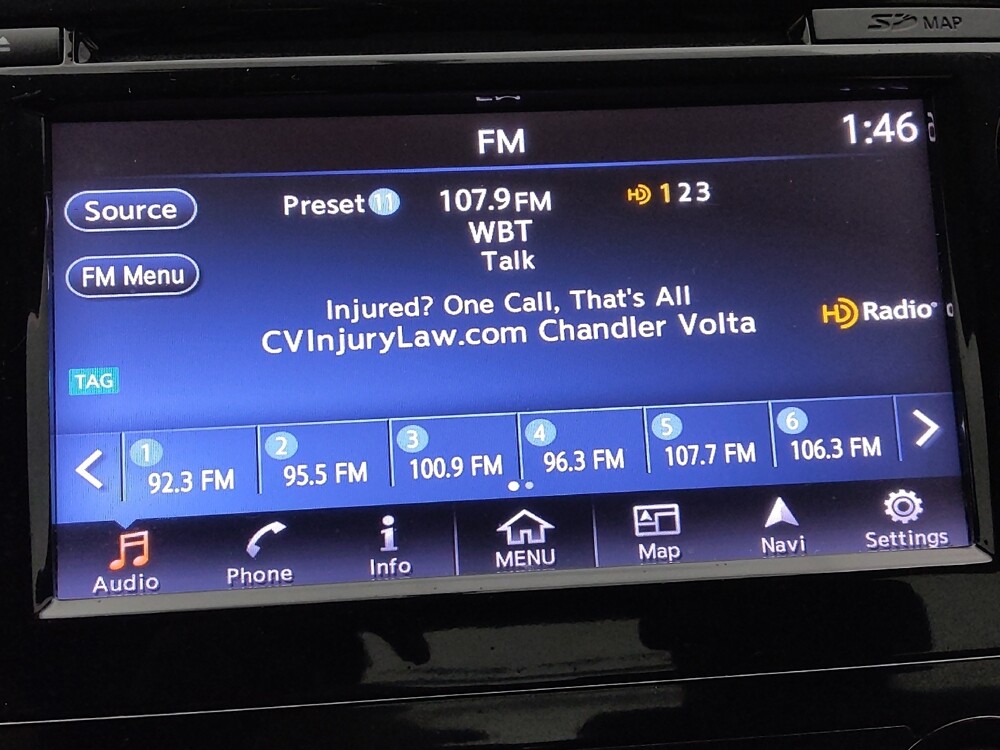 SD MAP
FM 1:46
Source Preset 11 107.9 FM HD 1 2 3
WBT
FM Menu Talk
Injured? One Call, That's All
CVInjuryLaw.com Chandler Volta HD Radio
TAG
1 92.3 FM 2 95.5 FM 3 100.9 FM 4 96.3 FM 5 107.7 FM 6 106.3 FM
Audio Phone Info MENU Map Navi Settings